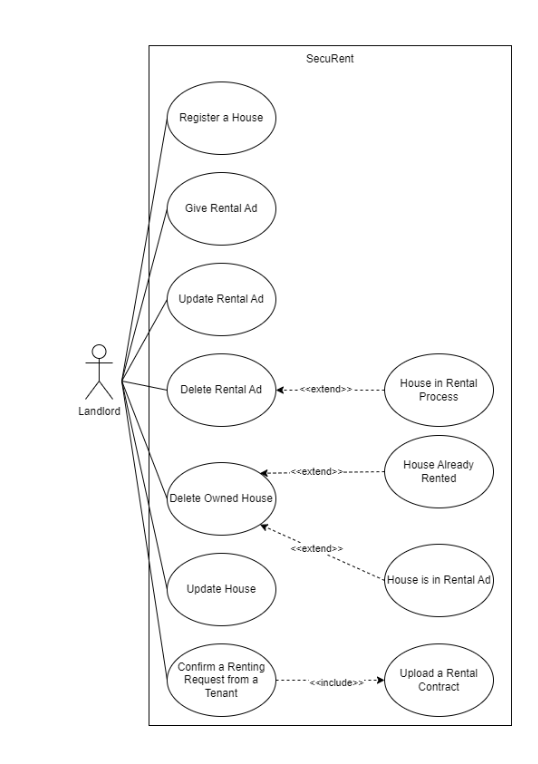 SecuRent
Register a House
Give Rental Ad
Update Rental Ad
Landlord
Delete Rental Ad
<<extend>>
House in Rental
Process
Delete Owned House
<<extend>>
House Already
Rented
<<extend>>
House is in Rental Ad
Update House
Confirm a Renting
Request from a
Tenant
<<include>>
Upload a Rental
Contract